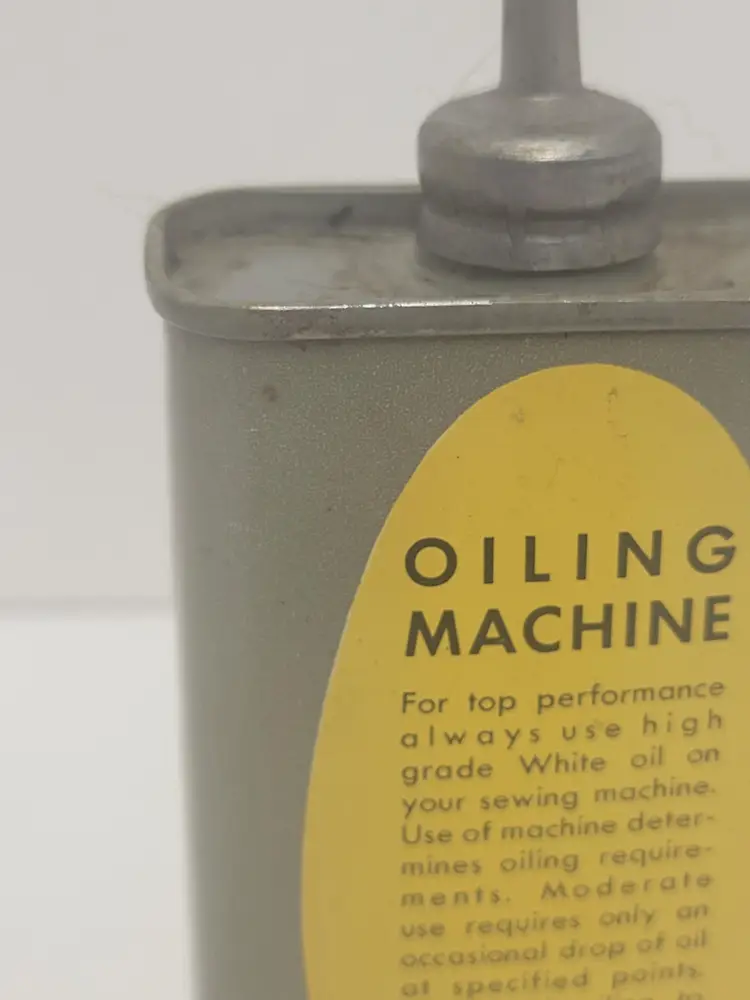 OILING
MACHINE
For top performance
always use high
grade White oil on
your sewing machine.
Use of machine deter-
mines oiling require-
ments. Moderate
use requires only an
occasional drop of oil
at specified points.